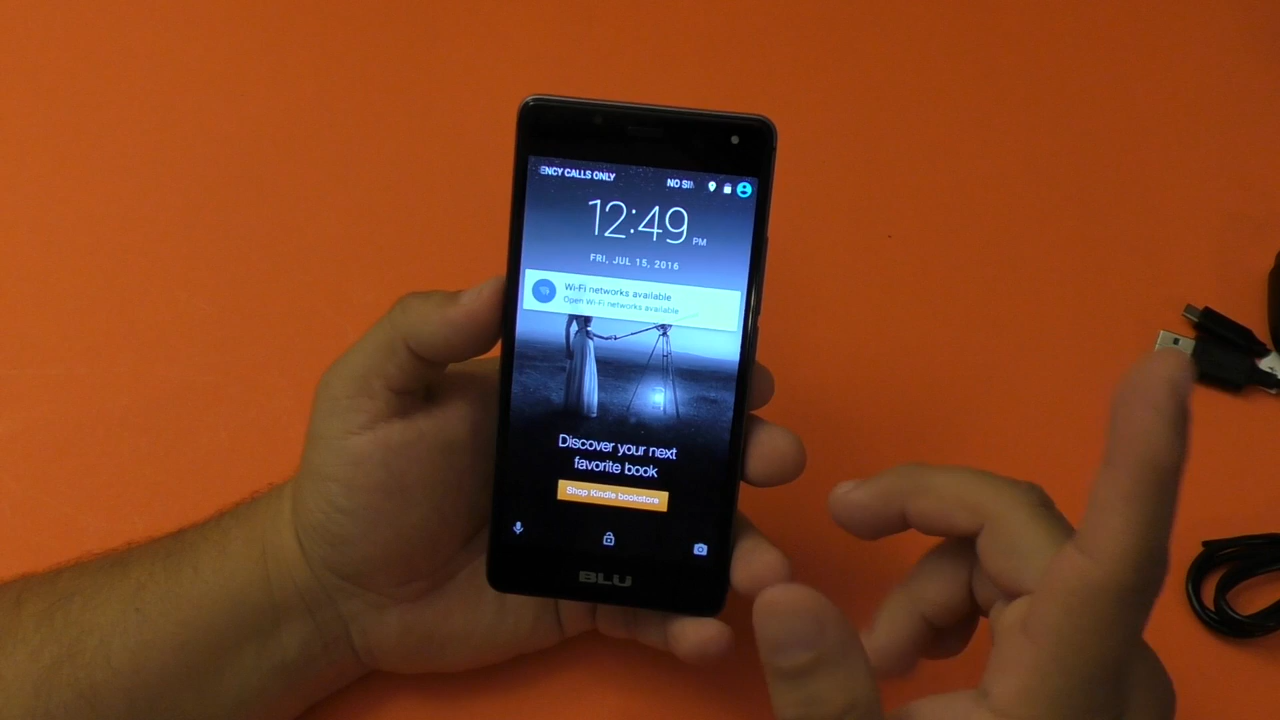 ENCY CALLS ONLY
NO SI
12:49 PM
FRI, JUL 15, 2016
Wi-Fi networks available
Open Wi-Fi networks available
Discover your next
favorite book
Shop Kindle bookstore
BLU